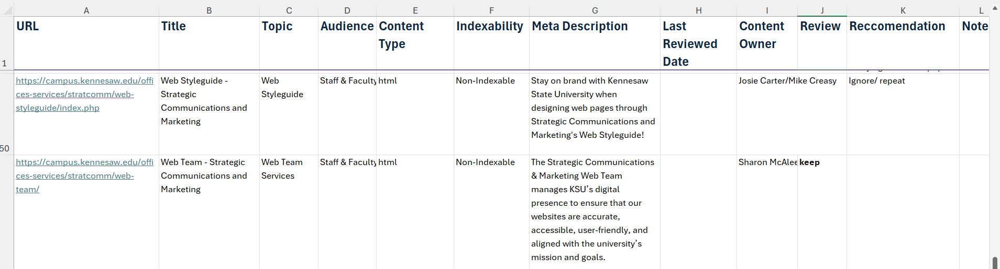 A B C D E F G H I J K L
URL Title Topic Audience Content Type Indexability Meta Description Last Reviewed Date Content Owner Review Reccomendation Note
1
https://campus.kennesaw.edu/offi
ces-services/stratcomm/web-
styleguide/index.php
Web Styleguide -
Strategic
Communications and
Marketing
Web
Styleguide
Staff & Faculty
html
Non-Indexable
Stay on brand with Kennesaw
State University when
designing web pages through
Strategic Communications and
Marketing's Web Styleguide!
Josie Carter/Mike Creasy
Ignore/ repeat
50
https://campus.kennesaw.edu/offi
ces-services/stratcomm/web-
team/
Web Team - Strategic
Communications and
Marketing
Web Team
Services
Staff & Faculty
html
Non-Indexable
The Strategic Communications
& Marketing Web Team
manages KSU’s digital
presence to ensure that our
websites are accurate,
accessible, user-friendly, and
aligned with the university’s
mission and goals.
Sharon McAlee
keep